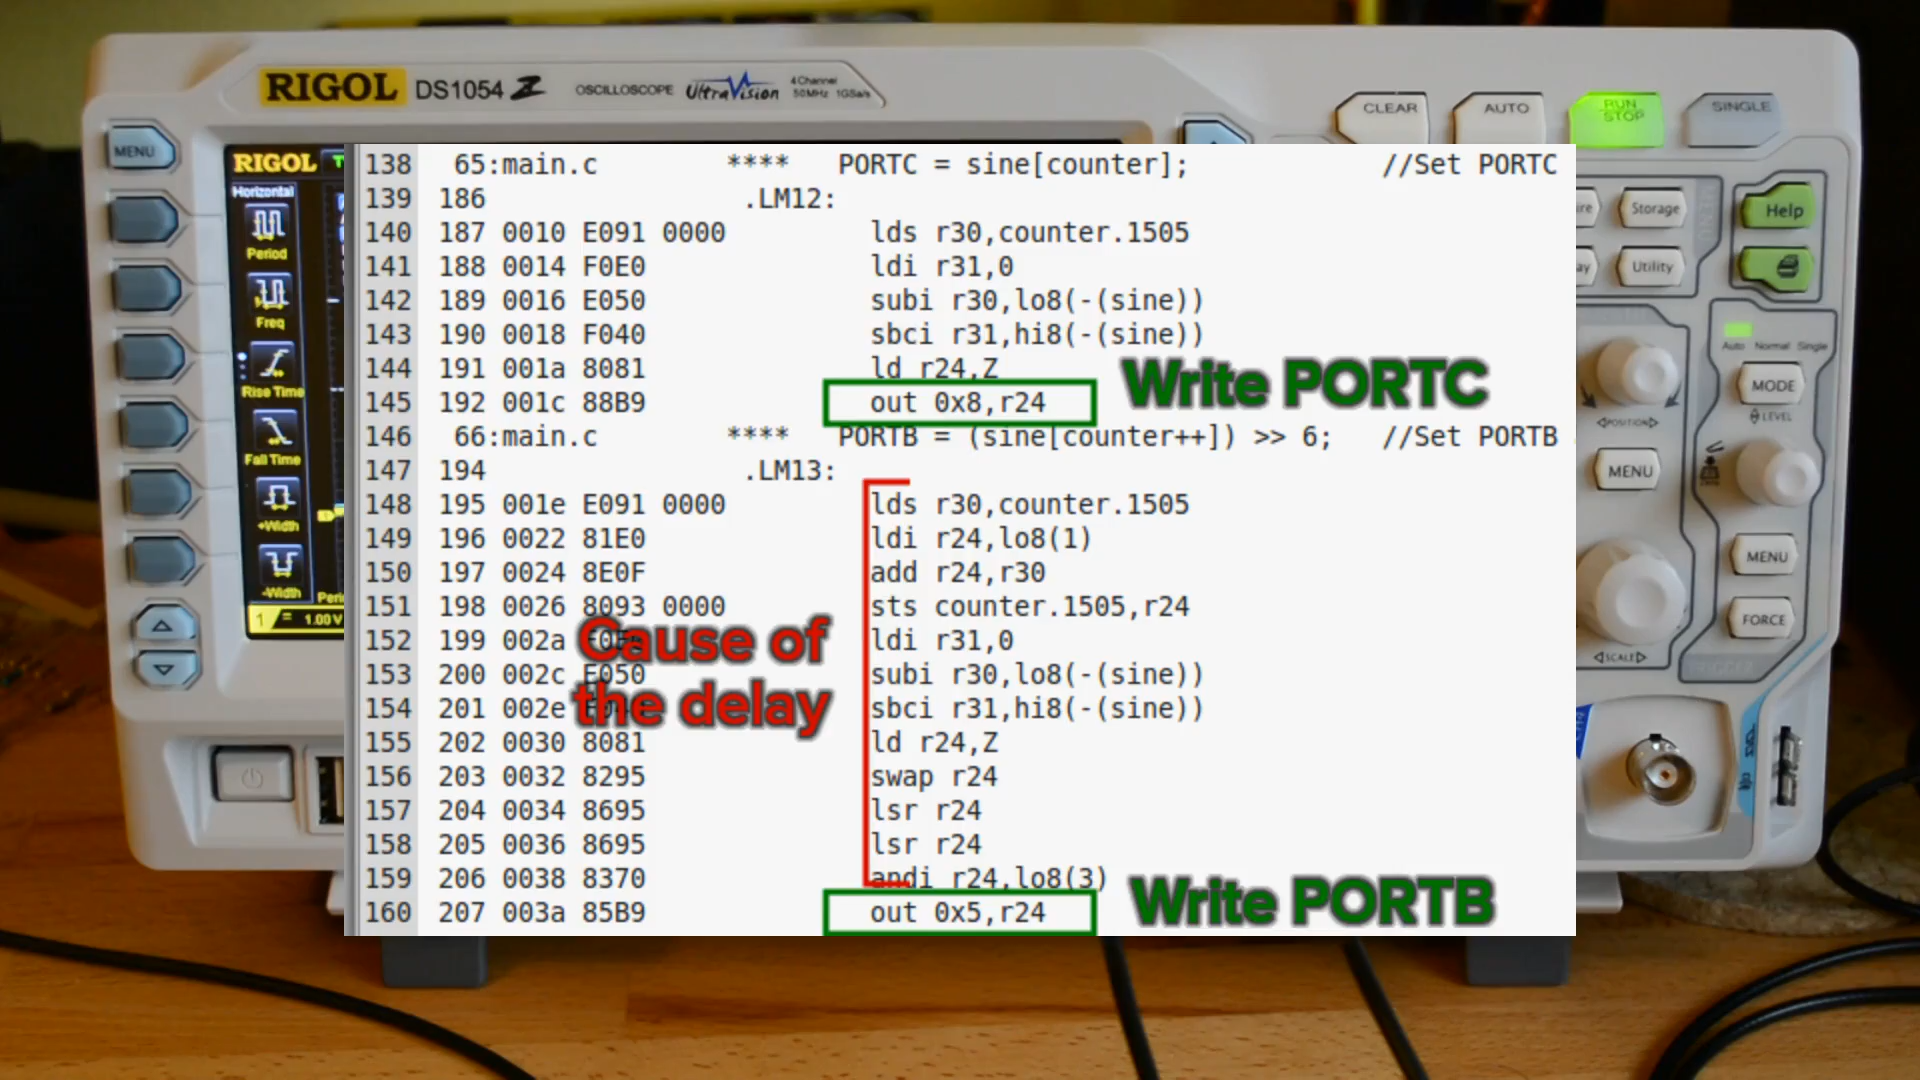 RIGOL DS1054 Z OSCILLOSCOPE UltraVision 4 Channel 50MHz 1GSa/s
CLEAR AUTO RUN STOP SINGLE
MENU
RIGOL
Horizontal
Period
Freq
Rise Time
Fall Time
+Width
-Width
1 = 1.00V
Storage
Utility
Help
Auto Normal Single
MODE
LEVEL
POSITION
MENU
MENU
FORCE
SCALE
138 65:main.c **** PORTC = sine[counter]; //Set PORTC
139 186 .LM12:
140 187 0010 E091 0000 lds r30,counter.1505
141 188 0014 F0E0 ldi r31,0
142 189 0016 E050 subi r30,lo8(-(sine))
143 190 0018 F040 sbci r31,hi8(-(sine))
144 191 001a 8081 ld r24,Z
145 192 001c 88B9 out 0x8,r24
Write PORTC
146 66:main.c **** PORTB = (sine[counter++]) >> 6; //Set PORTB
147 194 .LM13:
148 195 001e E091 0000 lds r30,counter.1505
149 196 0022 81E0 ldi r24,lo8(1)
150 197 0024 8E0F add r24,r30
151 198 0026 8093 0000 sts counter.1505,r24
152 199 002a ldi r31,0
153 200 002c E050 subi r30,lo8(-(sine))
154 201 002e sbci r31,hi8(-(sine))
Cause of
the delay
155 202 0030 8081 ld r24,Z
156 203 0032 8295 swap r24
157 204 0034 8695 lsr r24
158 205 0036 8695 lsr r24
159 206 0038 8370 andi r24,lo8(3)
160 207 003a 85B9 out 0x5,r24
Write PORTB